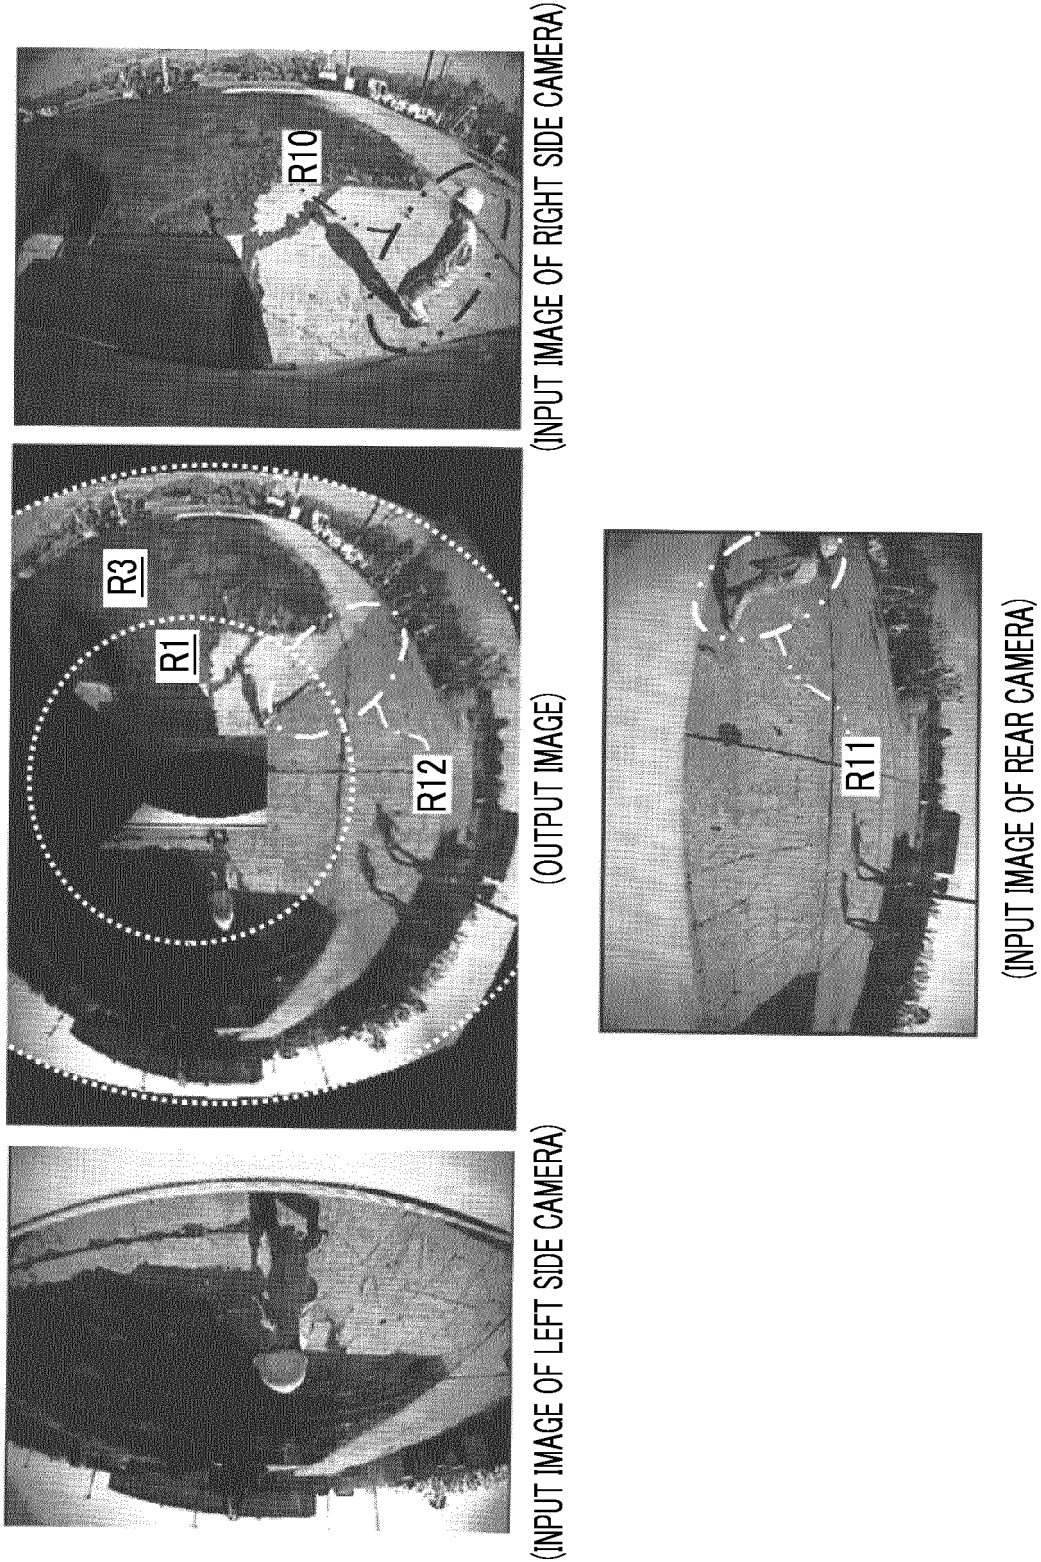 (INPUT IMAGE OF LEFT SIDE CAMERA)
R3
R1
R12
(OUTPUT IMAGE)
R10
(INPUT IMAGE OF RIGHT SIDE CAMERA)
R11
(INPUT IMAGE OF REAR CAMERA)